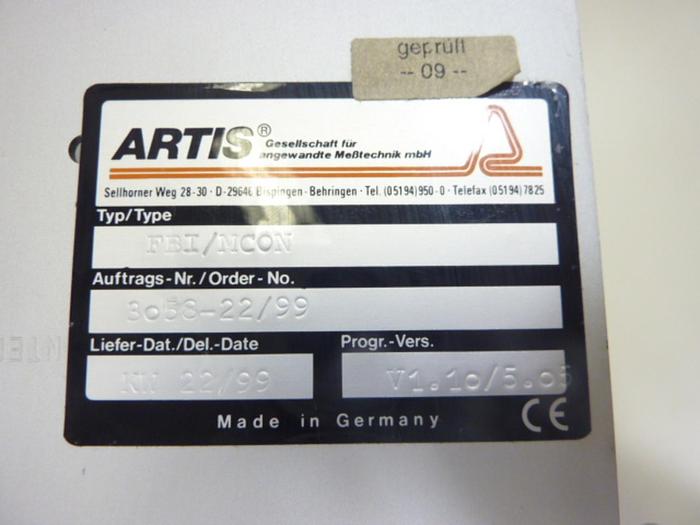 geprüft
-- 09 --
ARTIS® Gesellschaft für
angewandte Meßtechnik mbH
Sellhorner Weg 28-30 · D-29646 Bispingen - Behringen · Tel. (05194)950-0 · Telefax (05194)7825
Typ/Type
FBI/MCON
Auftrags-Nr./Order-No.
3o58-22/99
Liefer-Dat./Del.-Date
Progr.-Vers.
KW 22/99
V1.1o/5.o5
Made in Germany
CE